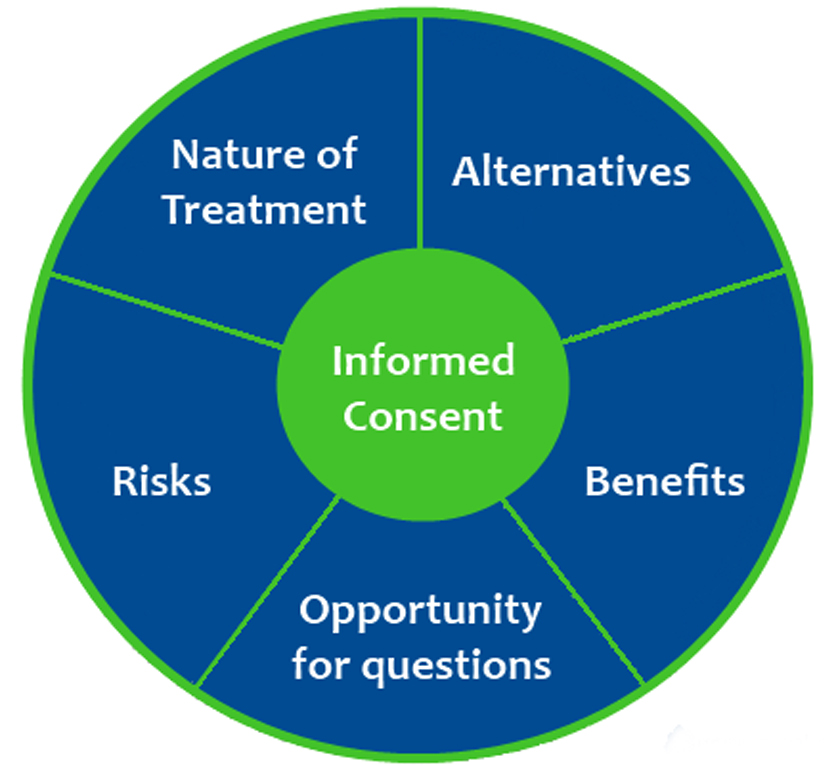 Nature of
Treatment
Alternatives
Informed
Consent
Risks
Benefits
Opportunity
for questions